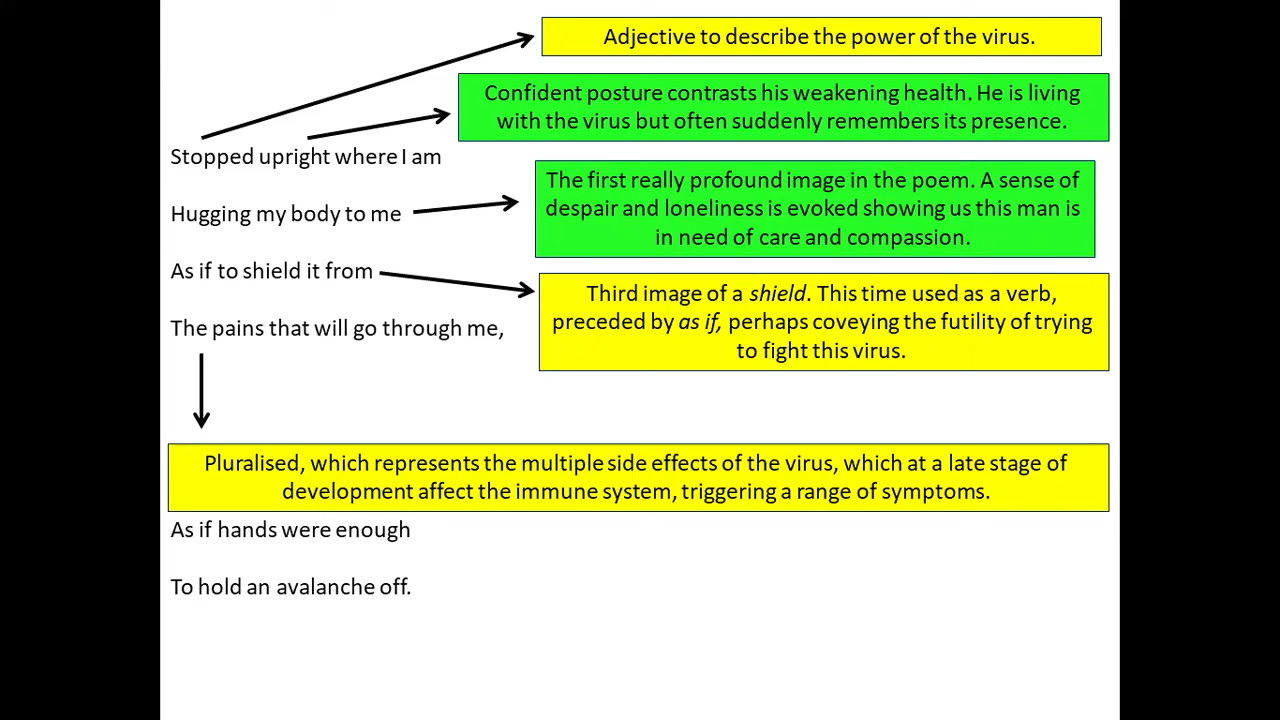 Adjective to describe the power of the virus.
Confident posture contrasts his weakening health. He is living
with the virus but often suddenly remembers its presence.
Stopped upright where I am
The first really profound image in the poem. A sense of
despair and loneliness is evoked showing us this man is
in need of care and compassion.
Hugging my body to me
As if to shield it from
Third image of a shield. This time used as a verb,
preceded by as if, perhaps coveying the futility of trying
to fight this virus.
The pains that will go through me,
Pluralised, which represents the multiple side effects of the virus, which at a late stage of
development affect the immune system, triggering a range of symptoms.
As if hands were enough
To hold an avalanche off.